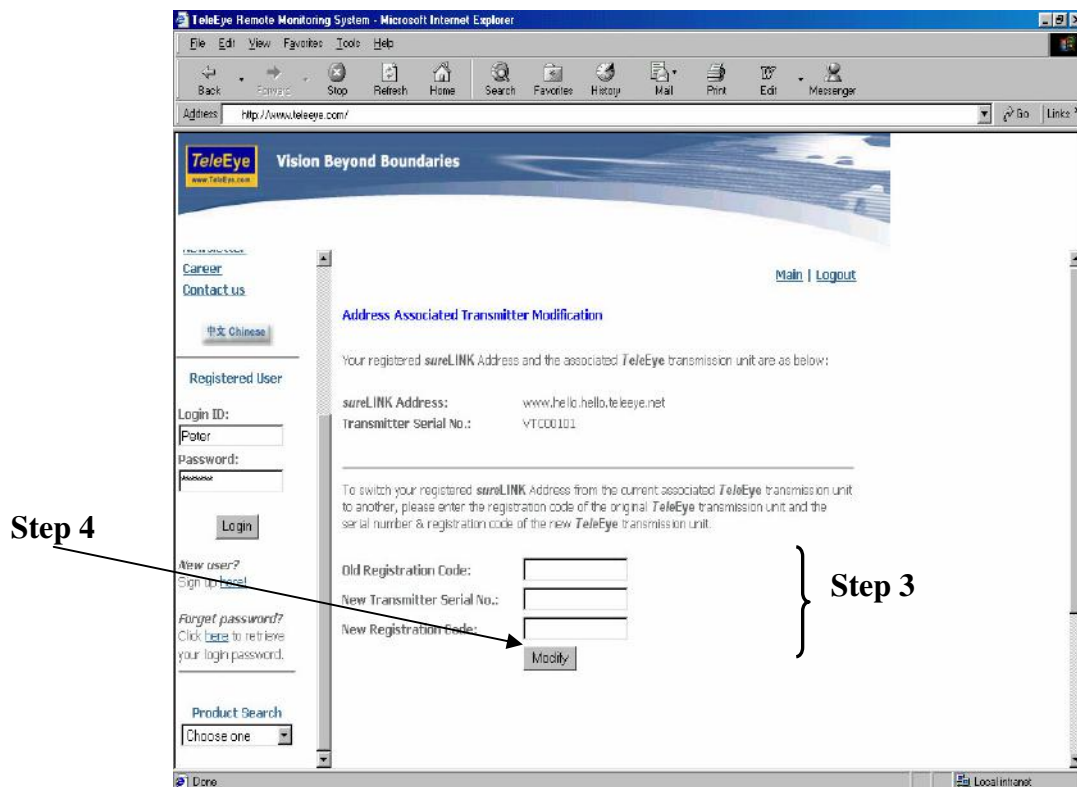 TeleEye Remote Monitoring System - Microsoft Internet Explorer
File Edit View Favorites Tools Help
Back Forward Stop Refresh Home Search Favorites History Mail Print Edit Messenger
Address http://www.teleeye.com/ Go Links
TeleEye Vision Beyond Boundaries
www.TeleEye.com
Newsletter
Career
Contact us
中文 Chinese
Registered User
Login ID:
Peter
Password:
*******
Login
New user?
Sign up here!
Forget password?
Click here to retrieve
your login password.
Product Search
Choose one
Main | Logout
Address Associated Transmitter Modification
Your registered sureLINK Address and the associated TeleEye transmission unit are as below:
sureLINK Address: www.hello.hello.teleeye.net
Transmitter Serial No.: VTC00101
To switch your registered sureLINK Address from the current associated TeleEye transmission unit
to another, please enter the registration code of the original TeleEye transmission unit and the
serial number & registration code of the new TeleEye transmission unit.
Old Registration Code:
New Transmitter Serial No.:
New Registration Code:
Modify
Step 4
Step 3
Done Local intranet